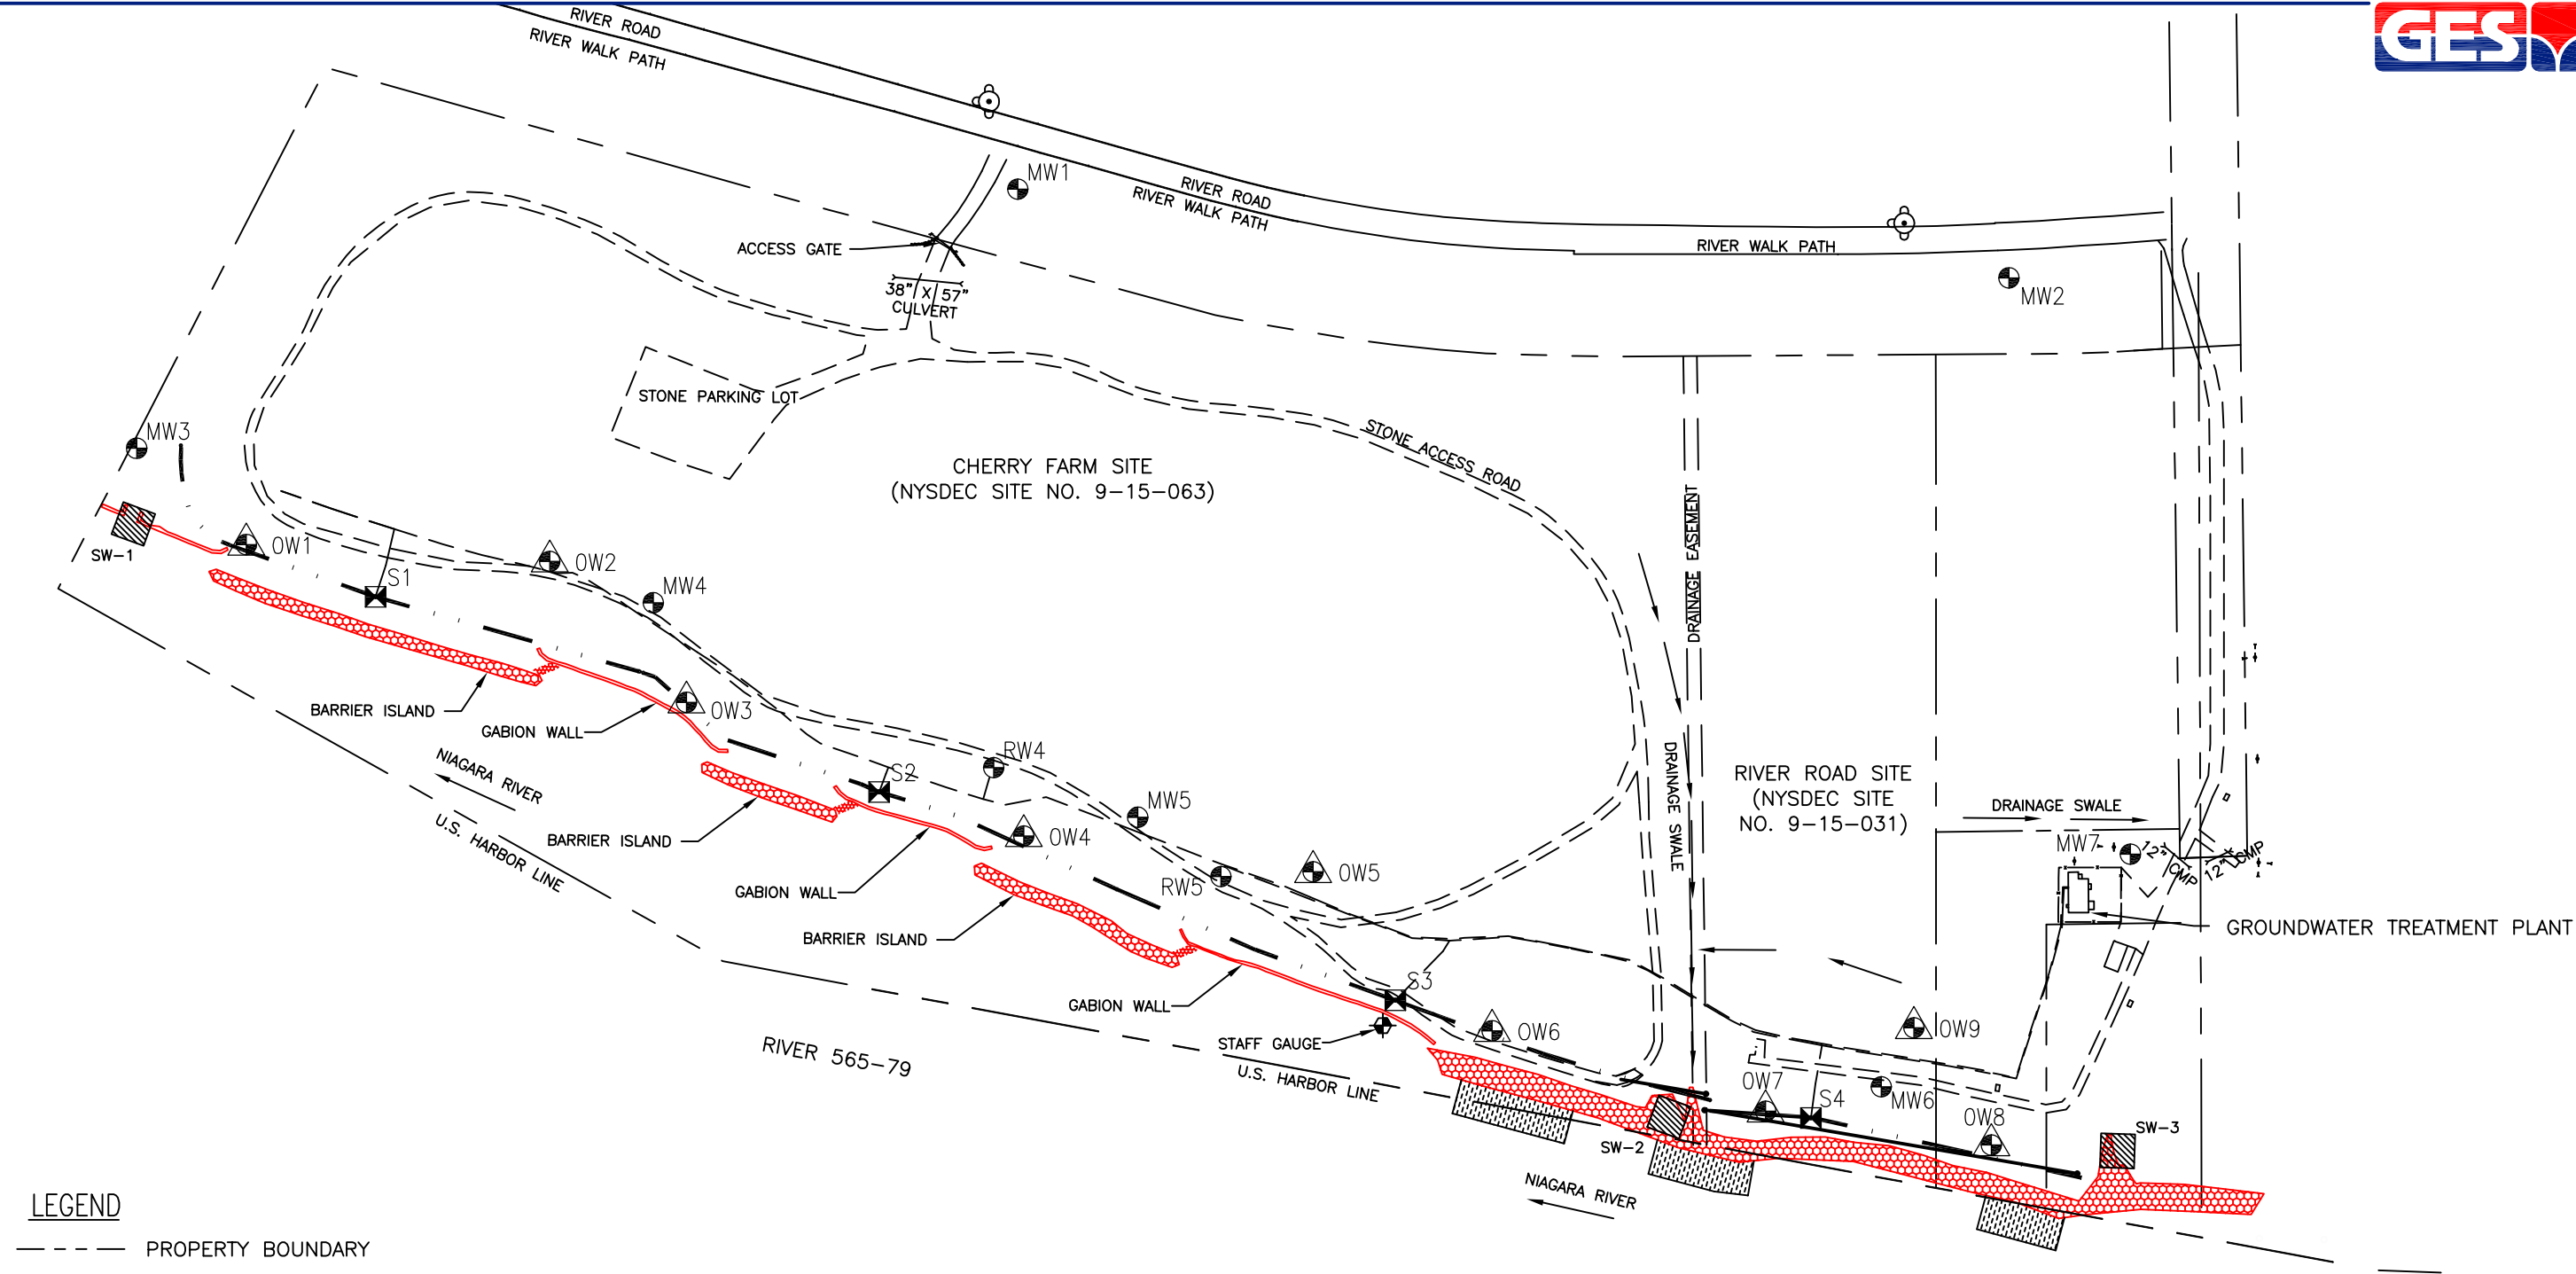 GES
RIVER ROAD
RIVER WALK PATH
MW1
RIVER ROAD
RIVER WALK PATH
RIVER WALK PATH
ACCESS GATE
38" X 57"
CULVERT
MW2
STONE PARKING LOT
MW3
STONE ACCESS ROAD
CHERRY FARM SITE
(NYSDEC SITE NO. 9-15-063)
DRAINAGE EASEMENT
SW-1
OW1
OW2
S1
MW4
BARRIER ISLAND
OW3
GABION WALL
NIAGARA RIVER
U.S. HARBOR LINE
RW4
S2
MW5
DRAINAGE SWALE
RIVER ROAD SITE
(NYSDEC SITE
NO. 9-15-031)
DRAINAGE SWALE
BARRIER ISLAND
OW4
MW7
12" CMP
12" CMP
GABION WALL
RW5
OW5
BARRIER ISLAND
GROUNDWATER TREATMENT PLANT
GABION WALL
S3
STAFF GAUGE
OW6
OW9
RIVER 565-79
U.S. HARBOR LINE
OW7
S4
MW6
OW8
SW-2
SW-3
NIAGARA RIVER
LEGEND
PROPERTY BOUNDARY